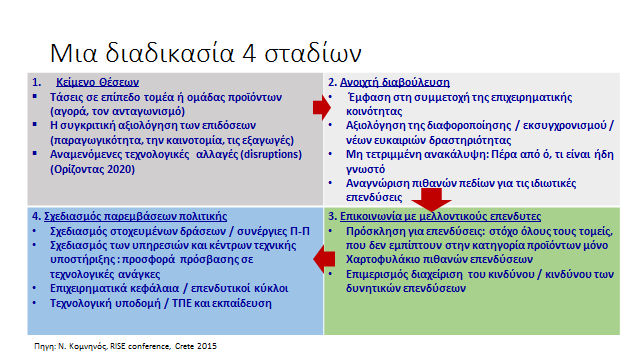 Μια διαδικασία 4 σταδίων
1. Κείμενο Θέσεων
▪ Τάσεις σε επίπεδο τομέα ή ομάδας προϊόντων
(αγορά, τον ανταγωνισμό)
▪ Η συγκριτική αξιολόγηση των επιδόσεων
(παραγωγικότητα, την καινοτομία, τις εξαγωγές)
▪ Αναμενόμενες τεχνολογικές αλλαγές (disruptions)
(Ορίζοντας 2020)
2. Ανοιχτή διαβούλευση
• Έμφαση στη συμμετοχή της επιχειρηματικής
κοινότητας
• Αξιολόγηση της διαφοροποίησης / εκσυγχρονισμού /
νέων ευκαιριών δραστηριότητας
• Μη τετριμμένη ανακάλυψη: Πέρα από ό, τι είναι ήδη
γνωστό
• Αναγνώριση πιθανών πεδίων για τις ιδιωτικές
επενδύσεις
4. Σχεδιασμός παρεμβάσεων πολιτικής
• Σχεδιασμός στοχευμένων δράσεων / συνέργιες Π-Π
• Σχεδιασμός των υπηρεσιών και κέντρων τεχνικής
υποστήριξης : προσφορά πρόσβασης σε
τεχνολογικές ανάγκες
• Επιχειρηματικά κεφάλαια / επενδυτικοί κύκλοι
• Τεχνολογική υποδομή / ΤΠΕ και εκπαίδευση
3. Επικοινωνία με μελλοντικούς επενδυτες
• Πρόσκληση για επενδύσεις: στόχο όλους τους τομείς,
που δεν εμπίπτουν στην κατηγορία προϊόντων μόνο
• Χαρτοφυλάκιο πιθανών επενδύσεων
• Επιμερισμός διαχείριση του κινδύνου / κινδύνου των
δυνητικών επενδύσεων
Πηγη: Ν. Κομνηνός, RISE conference, Crete 2015